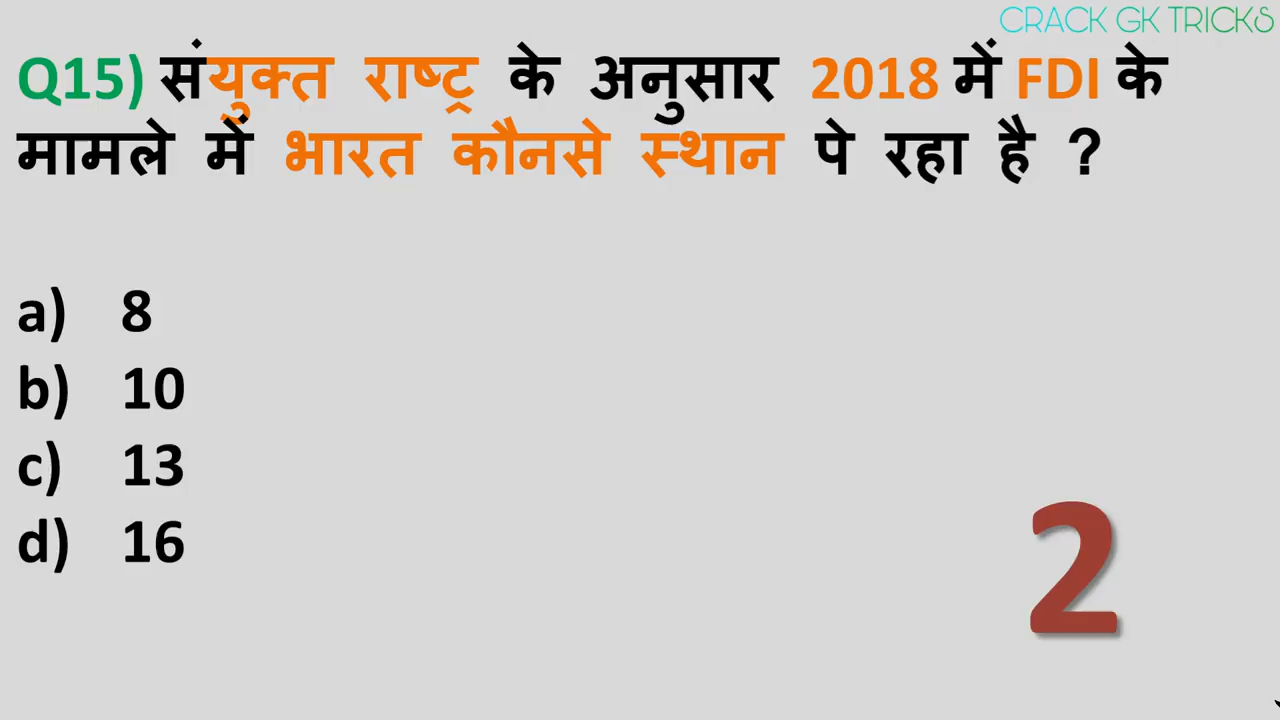 CRACK GK TRICKS
Q15) संयुक्त राष्ट्र के अनुसार 2018 में FDI के
मामले में भारत कौनसे स्थान पे रहा है ?
a) 8
b) 10
c) 13
d) 16
2